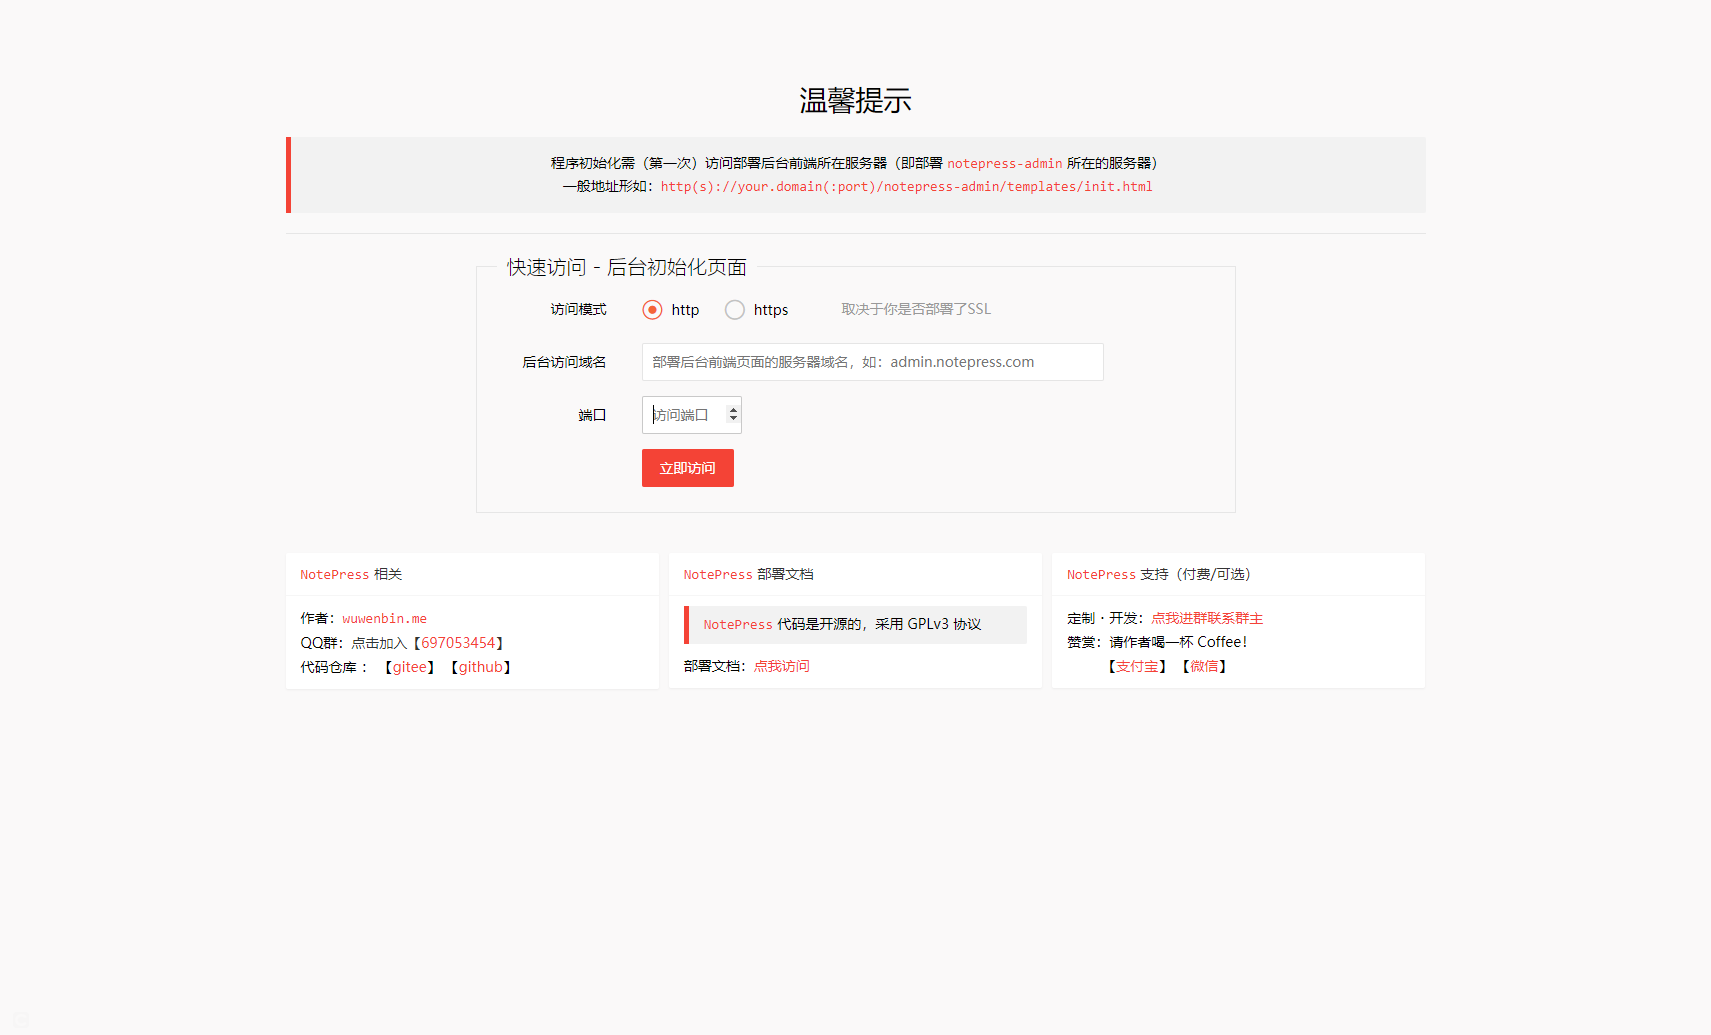 温馨提示
程序初始化需（第一次）访问部署后台前端所在服务器（即部署 notepress-admin 所在的服务器）
一般地址形如：http(s)://your.domain(:port)/notepress-admin/templates/init.html
快速访问 - 后台初始化页面
访问模式 http https 取决于你是否部署了SSL
后台访问域名 部署后台前端页面的服务器域名，如：admin.notepress.com
端口 访问端口
立即访问
NotePress 相关
作者：wuwenbin.me
QQ群：点击加入【697053454】
代码仓库 ：【gitee】【github】
NotePress 部署文档
NotePress 代码是开源的，采用 GPLv3 协议
部署文档：点我访问
NotePress 支持（付费/可选）
定制 · 开发：点我进群联系群主
赞赏：请作者喝一杯 Coffee！
【支付宝】【微信】